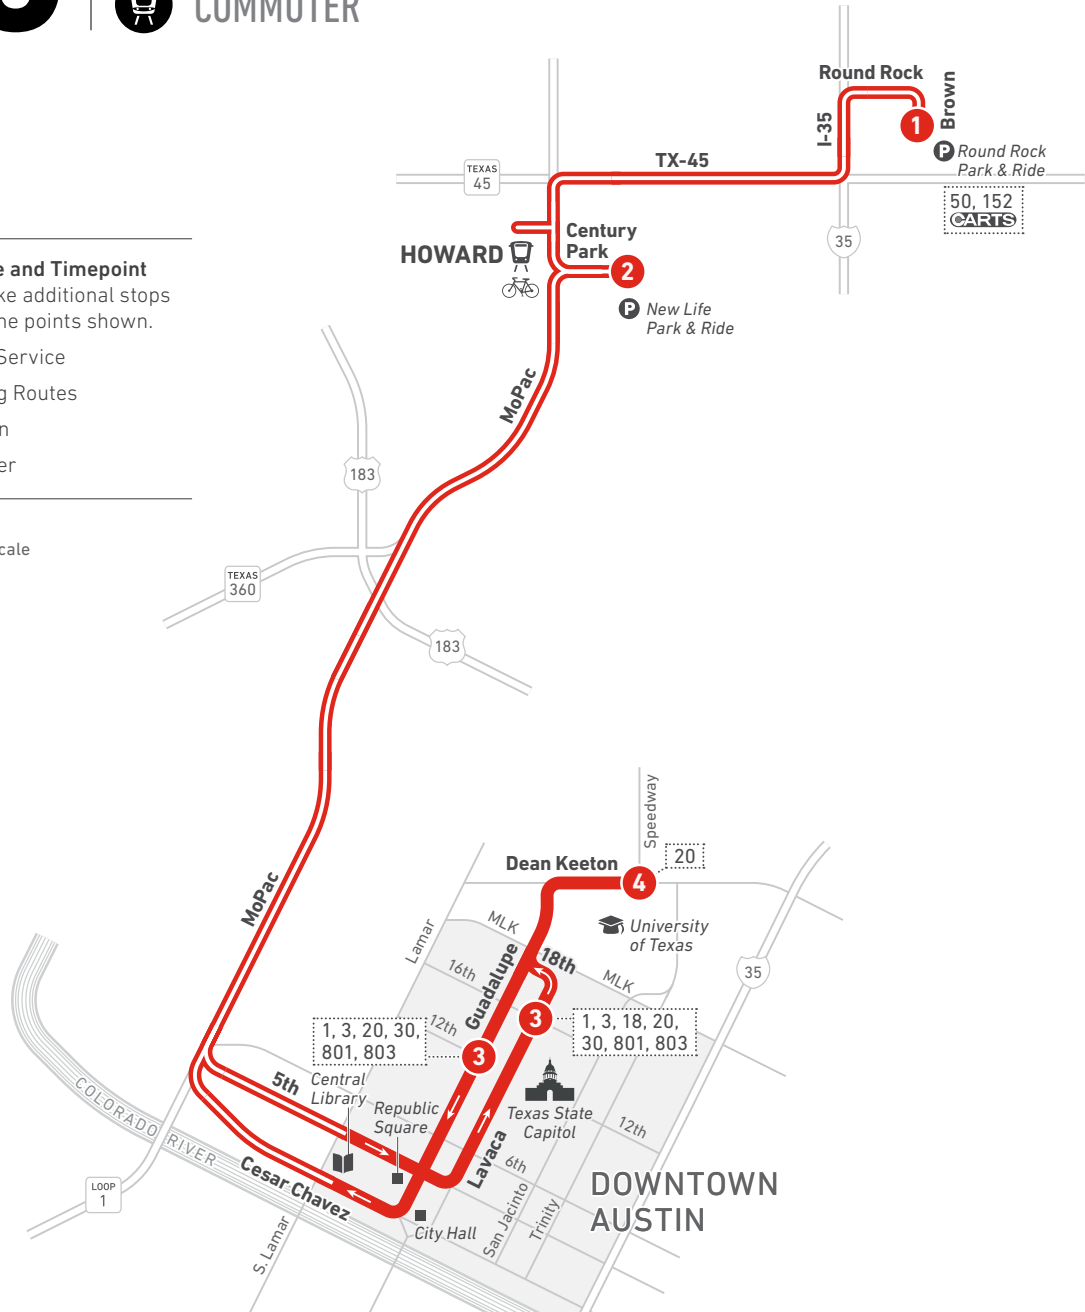 COMMUTER
Round Rock
Brown
I-35
1
P Round Rock
Park & Ride
50, 152
CARTS
TX-45
TEXAS
45
35
Century
Park
HOWARD
2
P New Life
Park & Ride
e and Timepoint
ke additional stops
ne points shown.
Service
g Routes
n
er
cale
MoPac
183
TEXAS
360
183
Speedway
20
Dean Keeton
4
MoPac
University
of Texas
Lamar
MLK
18th
MLK
35
16th
Guadalupe
12th
1, 3, 20, 30,
801, 803
3
3
1, 3, 18, 20,
30, 801, 803
5th
Central
Library
Republic
Square
Texas State
Capitol
12th
COLORADO RIVER
Lavaca
6th
Cesar Chavez
LOOP
1
DOWNTOWN
AUSTIN
City Hall
San Jacinto
Trinity
S. Lamar